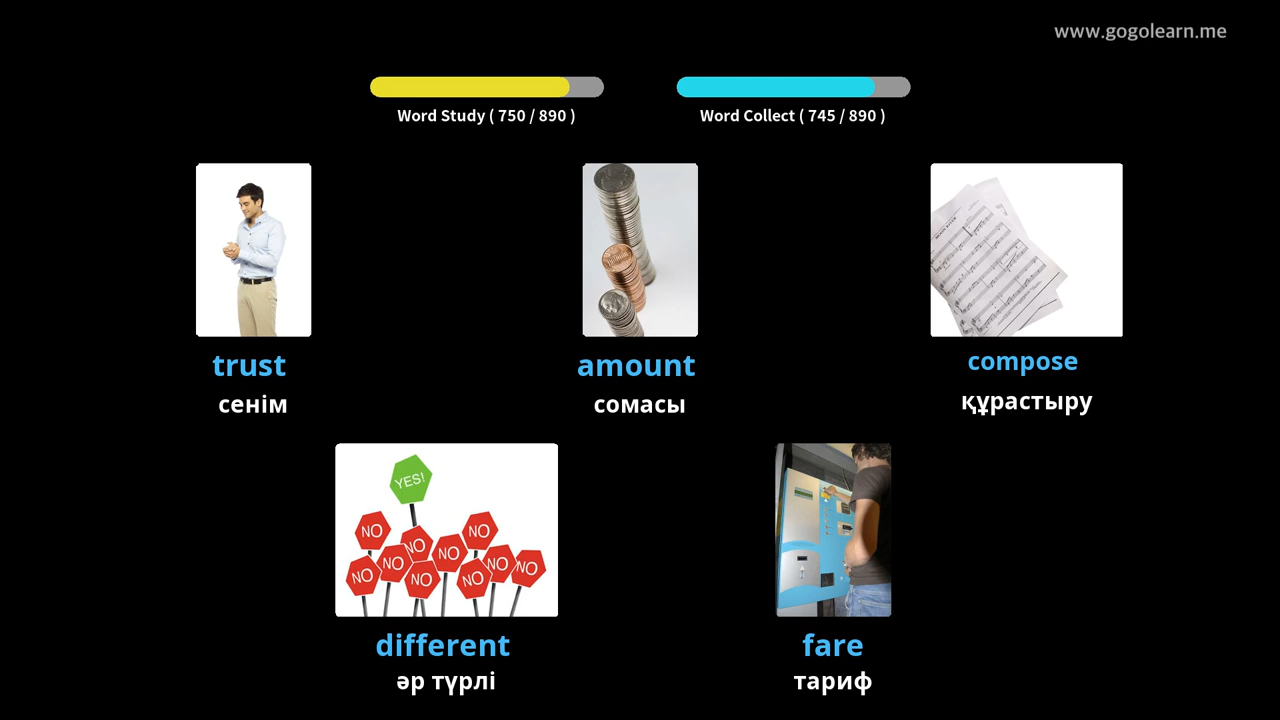 www.gogolearn.me
Word Study ( 750 / 890 )
Word Collect ( 745 / 890 )
trust
amount
compose
сенім
сомасы
құрастыру
YES!
NO
NO
NO
NO
NO
NO
NO
NO
NO
NO
different
fare
әр түрлі
тариф